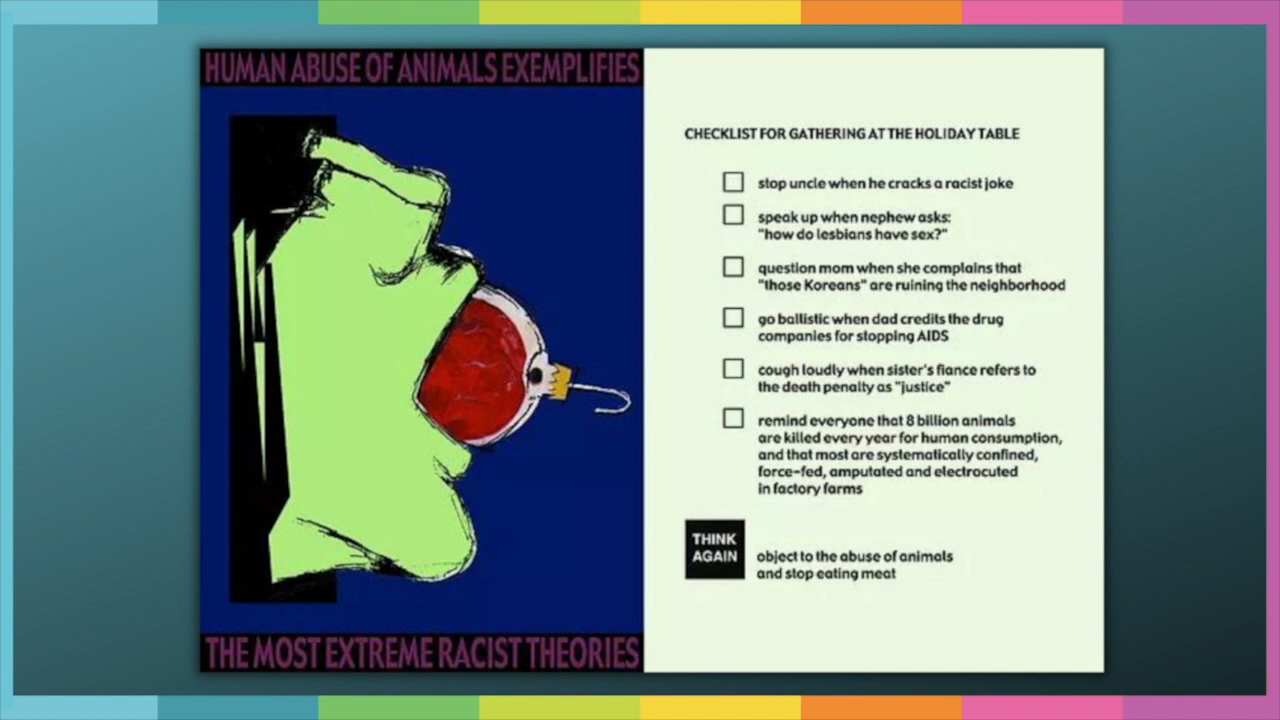 HUMAN ABUSE OF ANIMALS EXEMPLIFIES
THE MOST EXTREME RACIST THEORIES
CHECKLIST FOR GATHERING AT THE HOLIDAY TABLE
stop uncle when he cracks a racist joke
speak up when nephew asks:
"how do lesbians have sex?"
question mom when she complains that
"those Koreans" are ruining the neighborhood
go ballistic when dad credits the drug
companies for stopping AIDS
cough loudly when sister's fiance refers to
the death penalty as "justice"
remind everyone that 8 billion animals
are killed every year for human consumption,
and that most are systematically confined,
force-fed, amputated and electrocuted
in factory farms
THINK
AGAIN
object to the abuse of animals
and stop eating meat